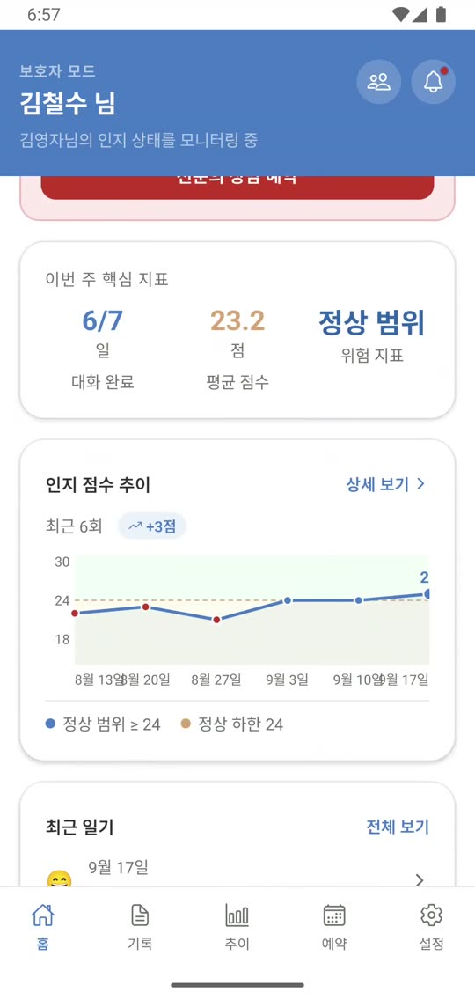 6:57
보호자 모드
김철수 님
김영자님의 인지 상태를 모니터링 중
이번 주 핵심 지표
6/7 23.2 정상 범위
일 점 위험 지표
대화 완료 평균 점수
인지 점수 추이 상세 보기
최근 6회 +3점
30
2
24
18
8월 13일 8월 20일 8월 27일 9월 3일 9월 10일 9월 17일
정상 범위 ≥ 24 정상 하한 24
최근 일기 전체 보기
9월 17일
홈 기록 추이 예약 설정